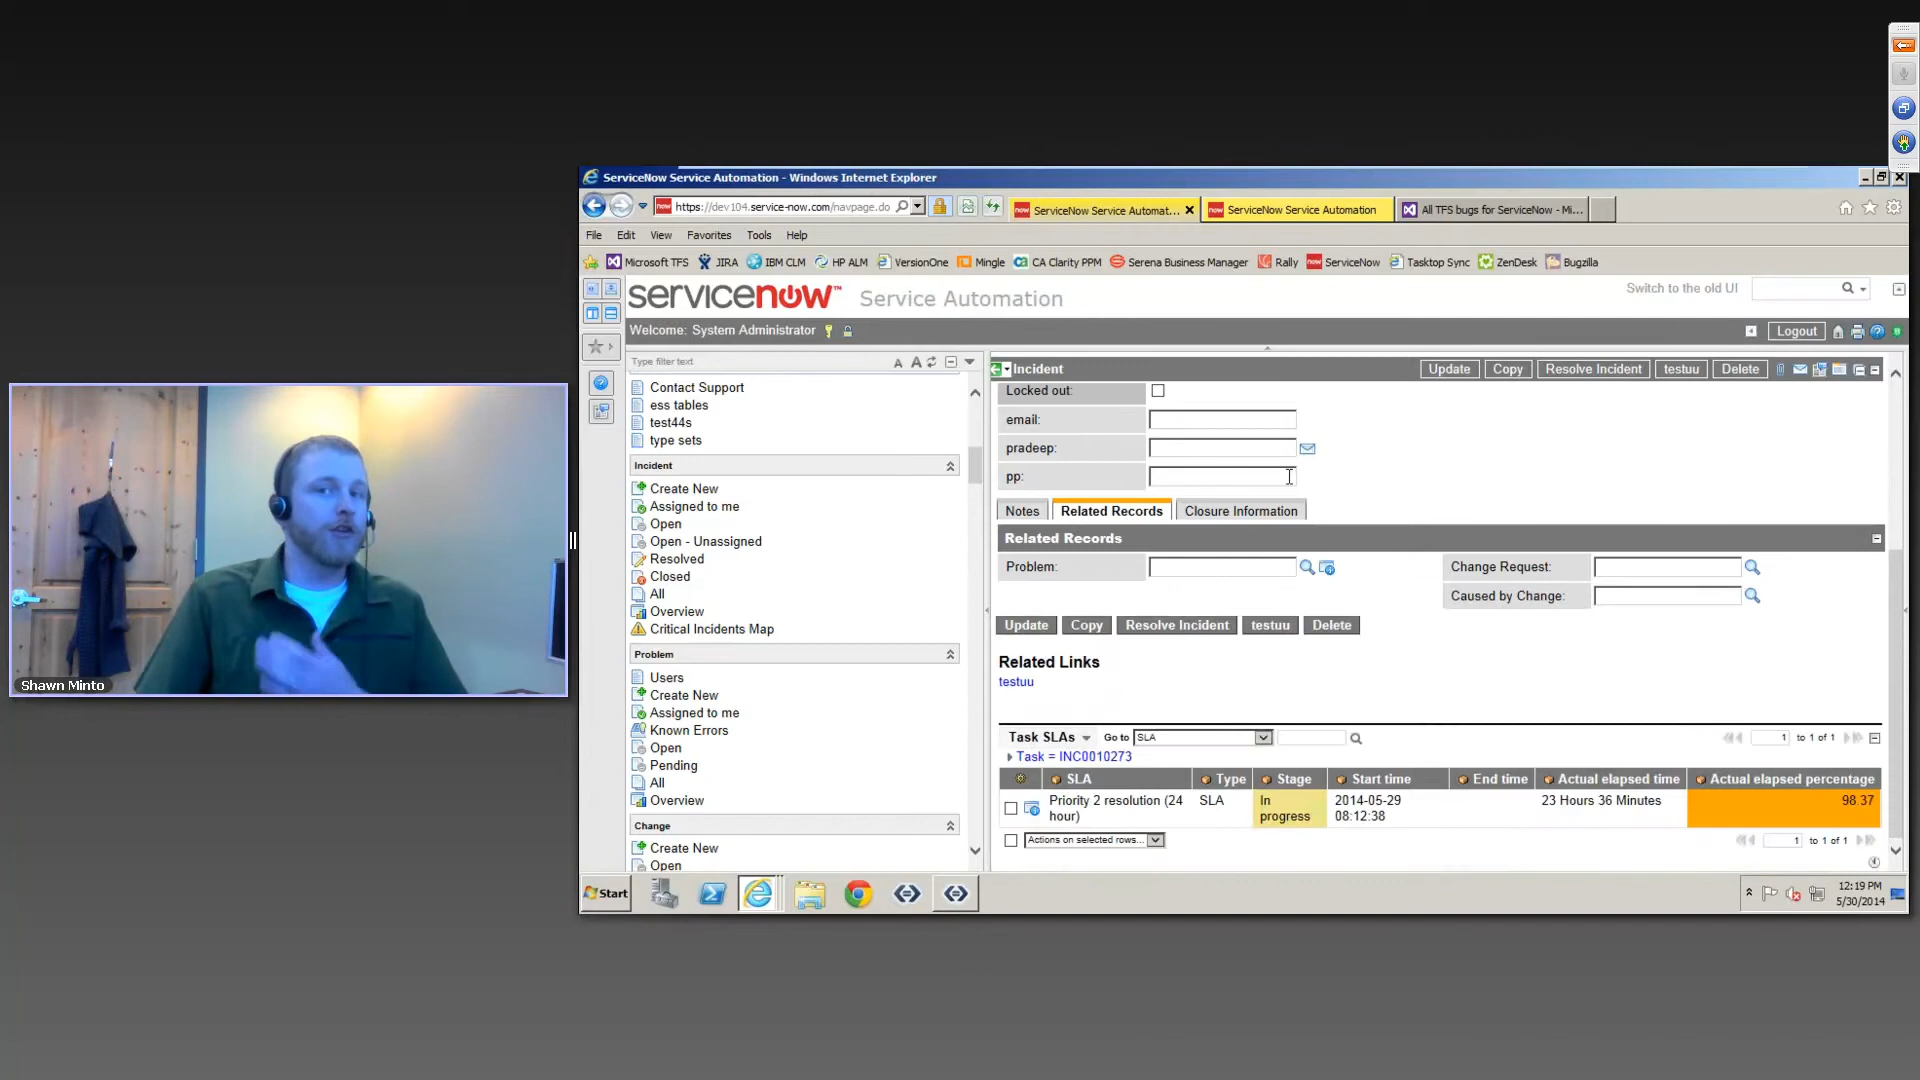 ServiceNow Service Automation - Windows Internet Explorer
https://dev104.service-now.com/navpage.do
ServiceNow Service Automat...
ServiceNow Service Automation
All TFS bugs for ServiceNow - Mi...
File Edit View Favorites Tools Help
Microsoft TFS JIRA IBM CLM HP ALM VersionOne Mingle CA Clarity PPM Serena Business Manager Rally ServiceNow Tasktop Sync ZenDesk Bugzilla
servicenow™ Service Automation
Switch to the old UI
Welcome: System Administrator
Logout
Type filter text
A A
Contact Support
ess tables
test44s
type sets
Incident
Create New
Assigned to me
Open
Open - Unassigned
Resolved
Closed
All
Overview
Critical Incidents Map
Problem
Users
Create New
Assigned to me
Known Errors
Open
Pending
All
Overview
Change
Create New
Open
Incident
Update Copy Resolve Incident testuu Delete
Locked out:
email:
pradeep:
pp:
Notes Related Records Closure Information
Related Records
Problem:
Change Request:
Caused by Change:
Update Copy Resolve Incident testuu Delete
Related Links
testuu
Task SLAs Go to SLA
1 to 1 of 1
Task = INC0010273
SLA Type Stage Start time End time Actual elapsed time Actual elapsed percentage
Priority 2 resolution (24 hour) SLA In progress 2014-05-29 08:12:38 23 Hours 36 Minutes 98.37
Actions on selected rows...
1 to 1 of 1
Start
12:19 PM
5/30/2014
Shawn Minto